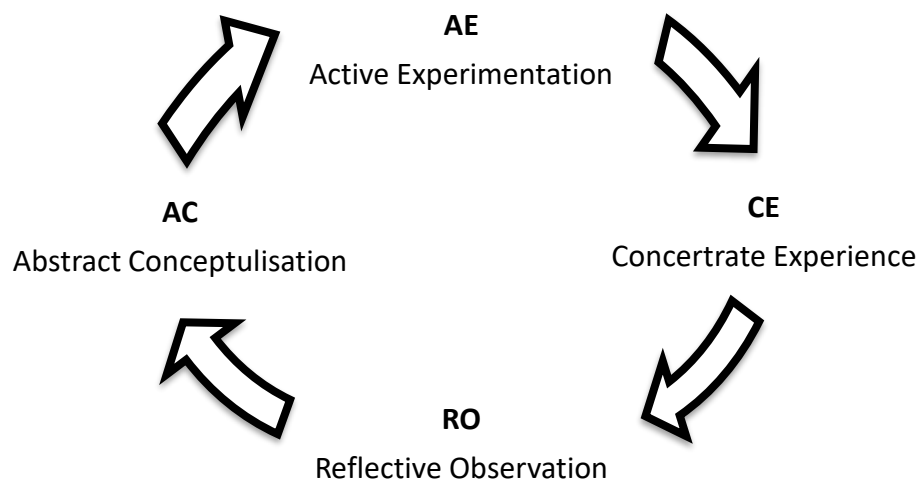 AE
Active Experimentation
AC
Abstract Conceptulisation
CE
Concertrate Experience
RO
Reflective Observation